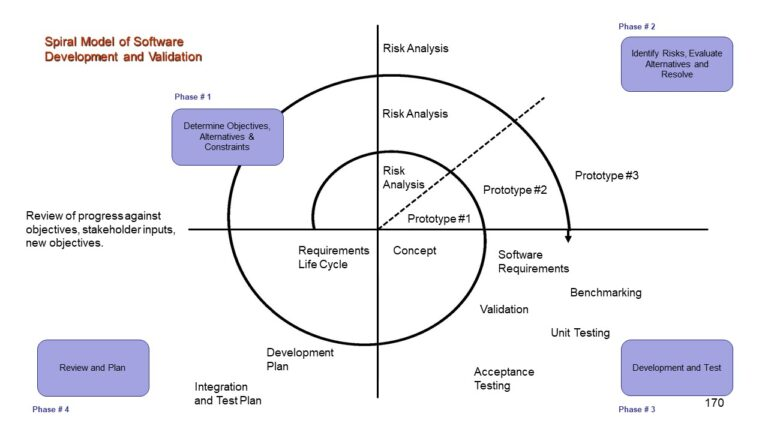 Spiral Model of Software
Development and Validation
Risk Analysis
Phase # 2
Identify Risks, Evaluate
Alternatives and
Resolve
Phase # 1
Determine Objectives,
Alternatives &
Constraints
Risk Analysis
Risk
Analysis
Prototype #1
Prototype #2
Prototype #3
Review of progress against
objectives, stakeholder inputs,
new objectives.
Requirements
Life Cycle
Concept
Software
Requirements
Benchmarking
Validation
Unit Testing
Development
Plan
Acceptance
Testing
Integration
and Test Plan
Review and Plan
Phase # 4
Development and Test
Phase # 3
170